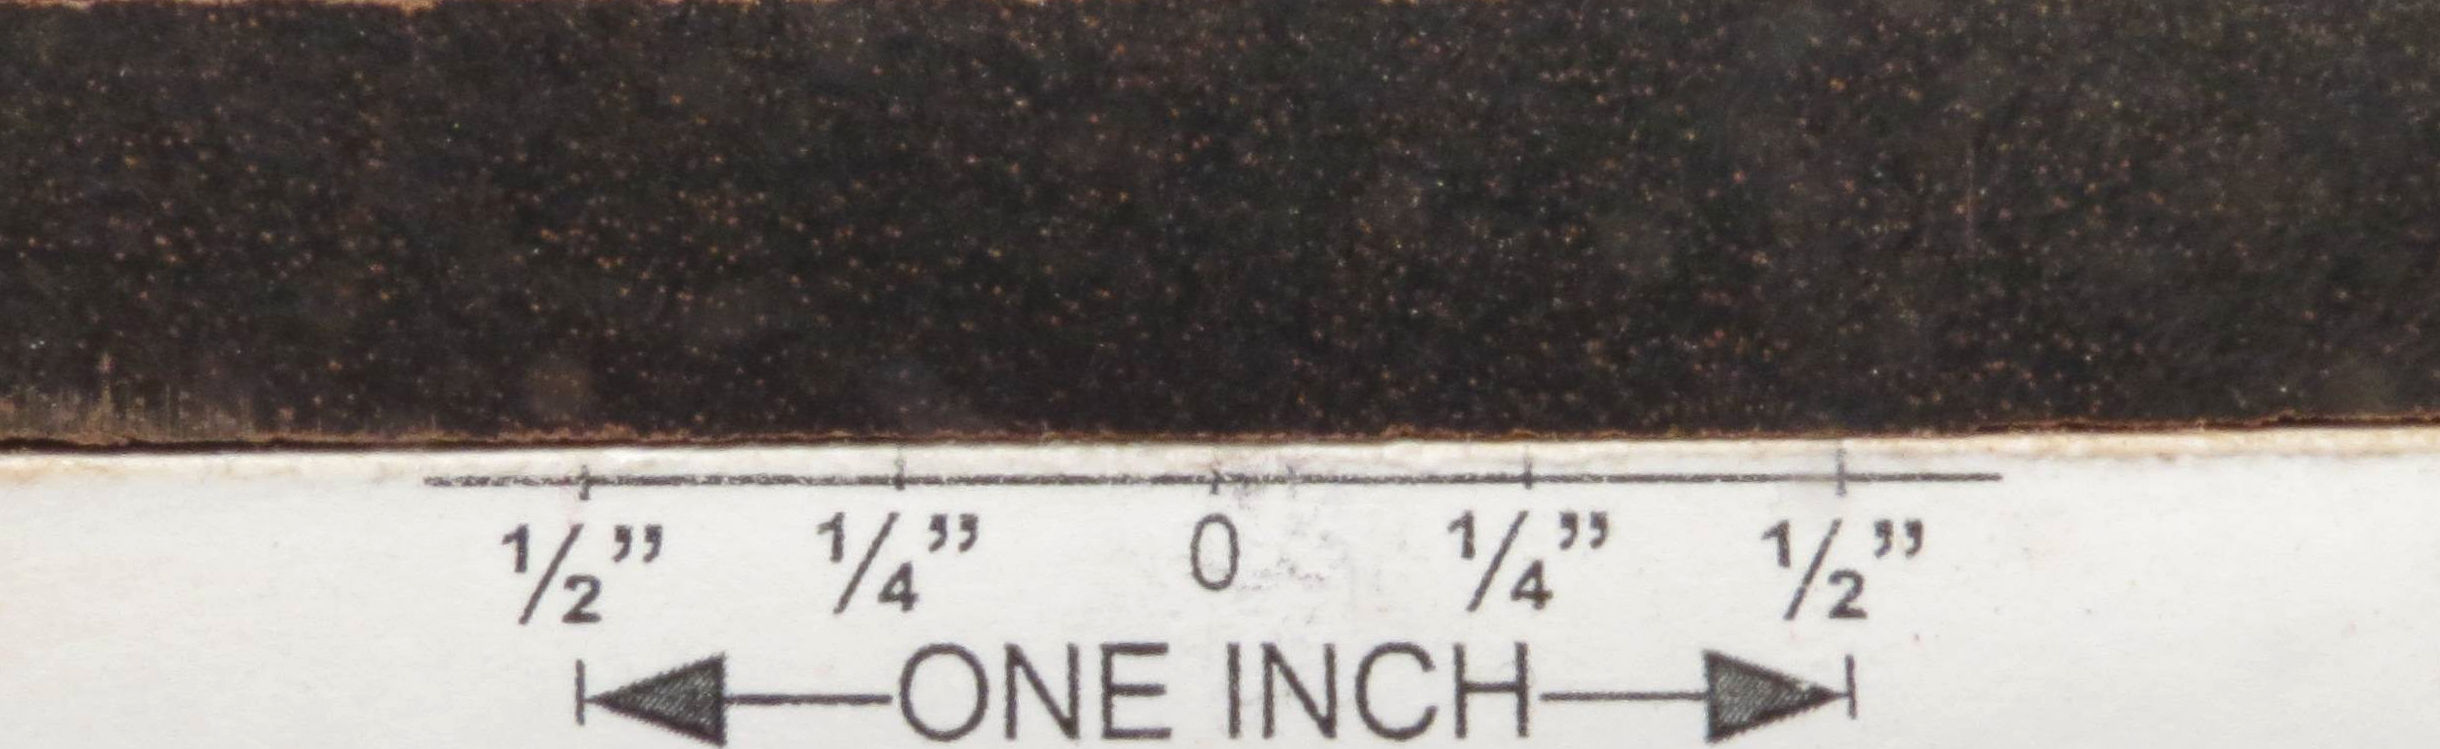 1/2” 1/4” 0 1/4” 1/2”
ONE INCH